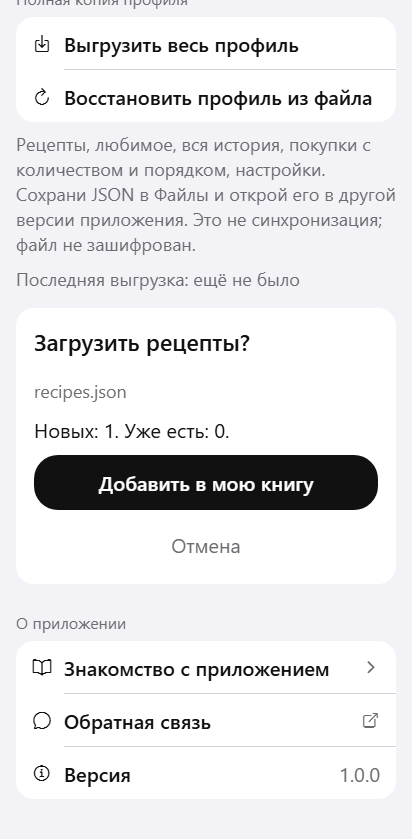 Полная копия профиля
Выгрузить весь профиль
Восстановить профиль из файла
Рецепты, любимое, вся история, покупки с
количеством и порядком, настройки.
Сохрани JSON в Файлы и открой его в другой
версии приложения. Это не синхронизация;
файл не зашифрован.
Последняя выгрузка: ещё не было
Загрузить рецепты?
recipes.json
Новых: 1. Уже есть: 0.
Добавить в мою книгу
Отмена
О приложении
Знакомство с приложением
Обратная связь
Версия 1.0.0